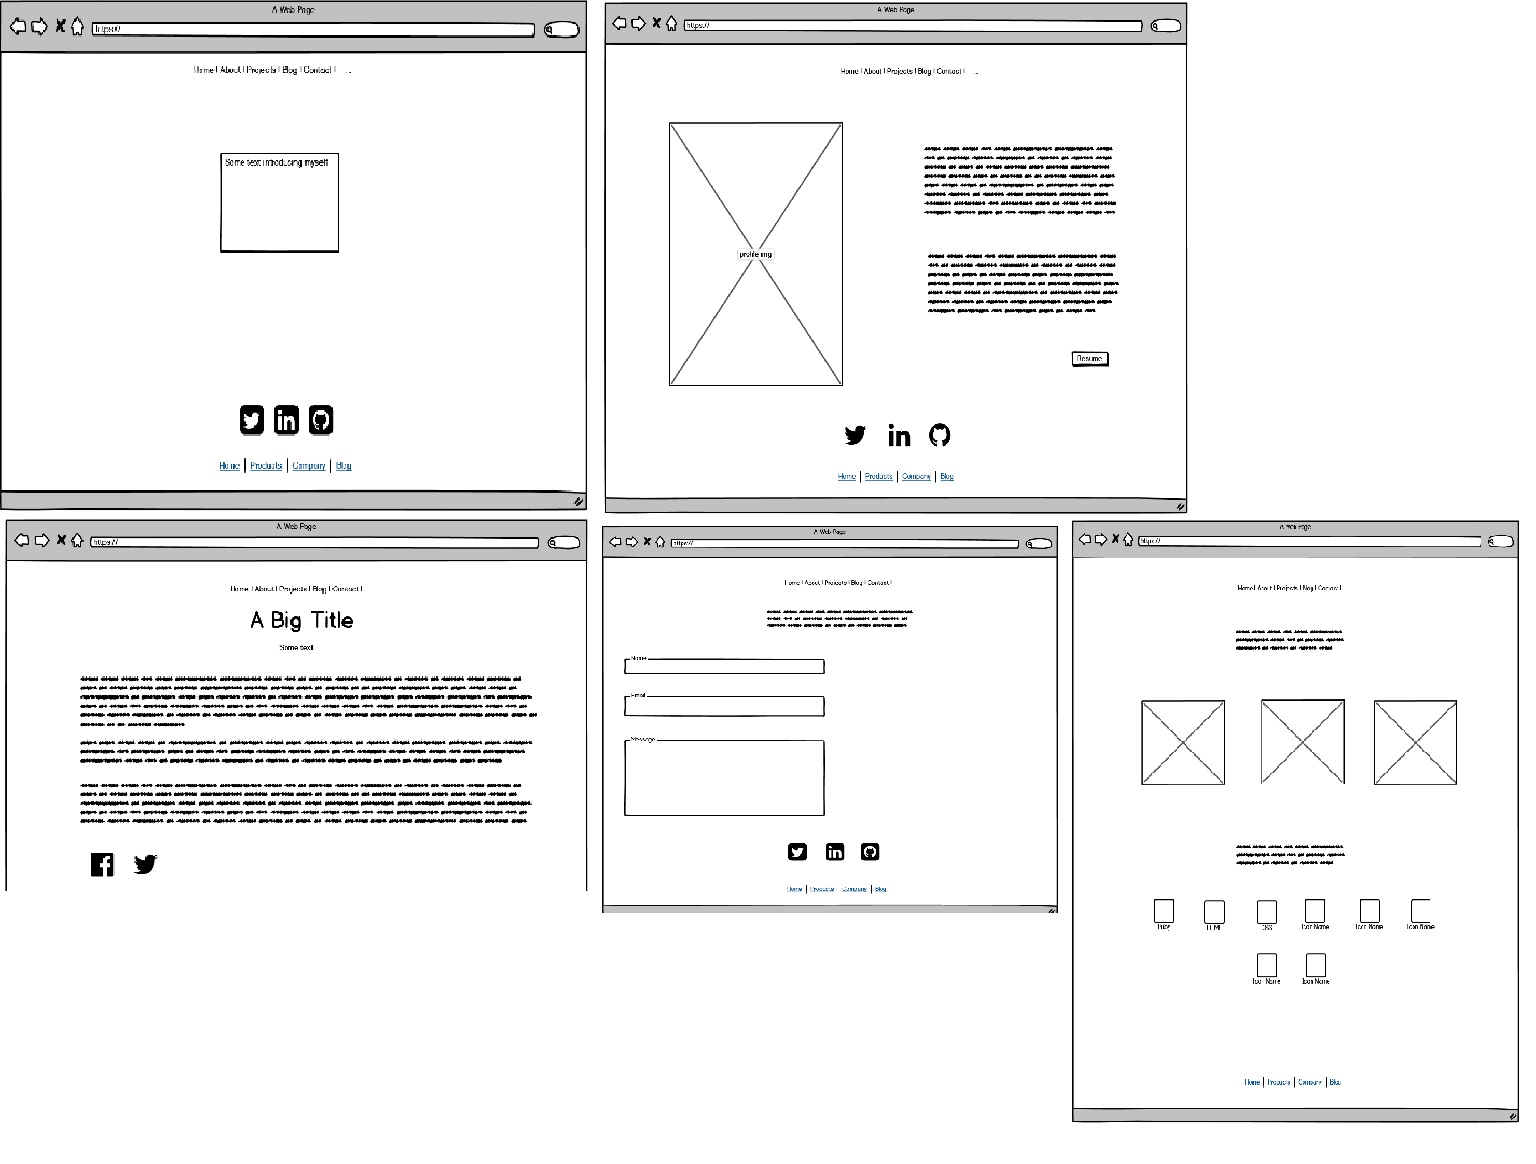 A Web Page
https://
Home | About | Projects | Blog | Contact | ...
Some text introducing myself
Home | Products | Company | Blog
A Web Page
https://
Home | About | Projects | Blog | Contact | ...
profile img
Resume
Home | Products | Company | Blog
A Web Page
https://
Home | About | Projects | Blog | Contact |
A Big Title
Some text
A Web Page
https://
Home | About | Projects | Blog | Contact |
Name
Email
Message
Home | Products | Company | Blog
A Web Page
https://
Home | About | Projects | Blog | Contact |
Ruby HTML CSS Icon Name Icon Name Icon Name
Icon Name Icon Name
Home | Products | Company | Blog